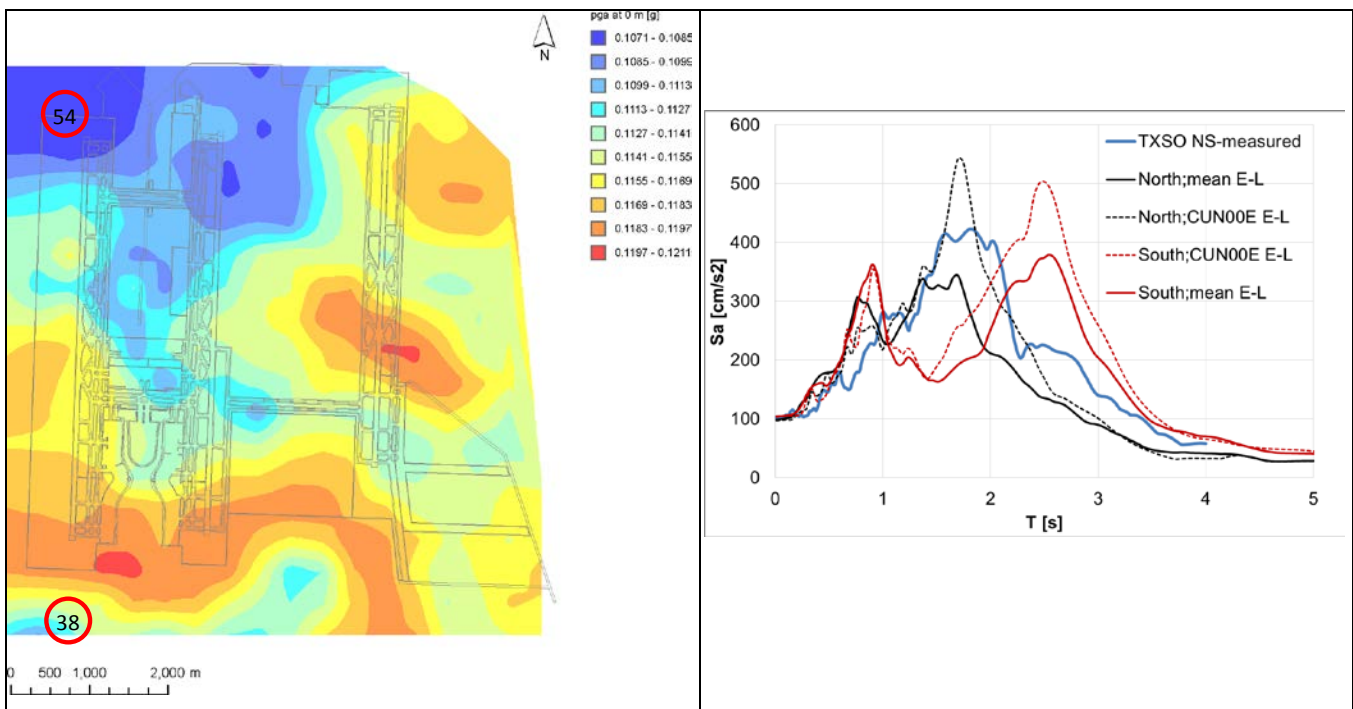 pga at 0 m [g]
0.1071 - 0.1085
0.1085 - 0.109
0.1099 - 0.1113
0.1113 - 0.1127
0.1127 - 0.1141
0.1141 - 0.1155
0.1155 - 0.1169
0.1169 - 0.1183
0.1183 - 0.1197
0.1197 - 0.1211
N
54
38
0 500 1,000 2,000 m
600
500
400
300
200
100
0
Sa [cm/s2]
TXSO NS-measured
North;mean E-L
North;CUN00E E-L
South;CUN00E E-L
South;mean E-L
0 1 2 3 4 5
T [s]